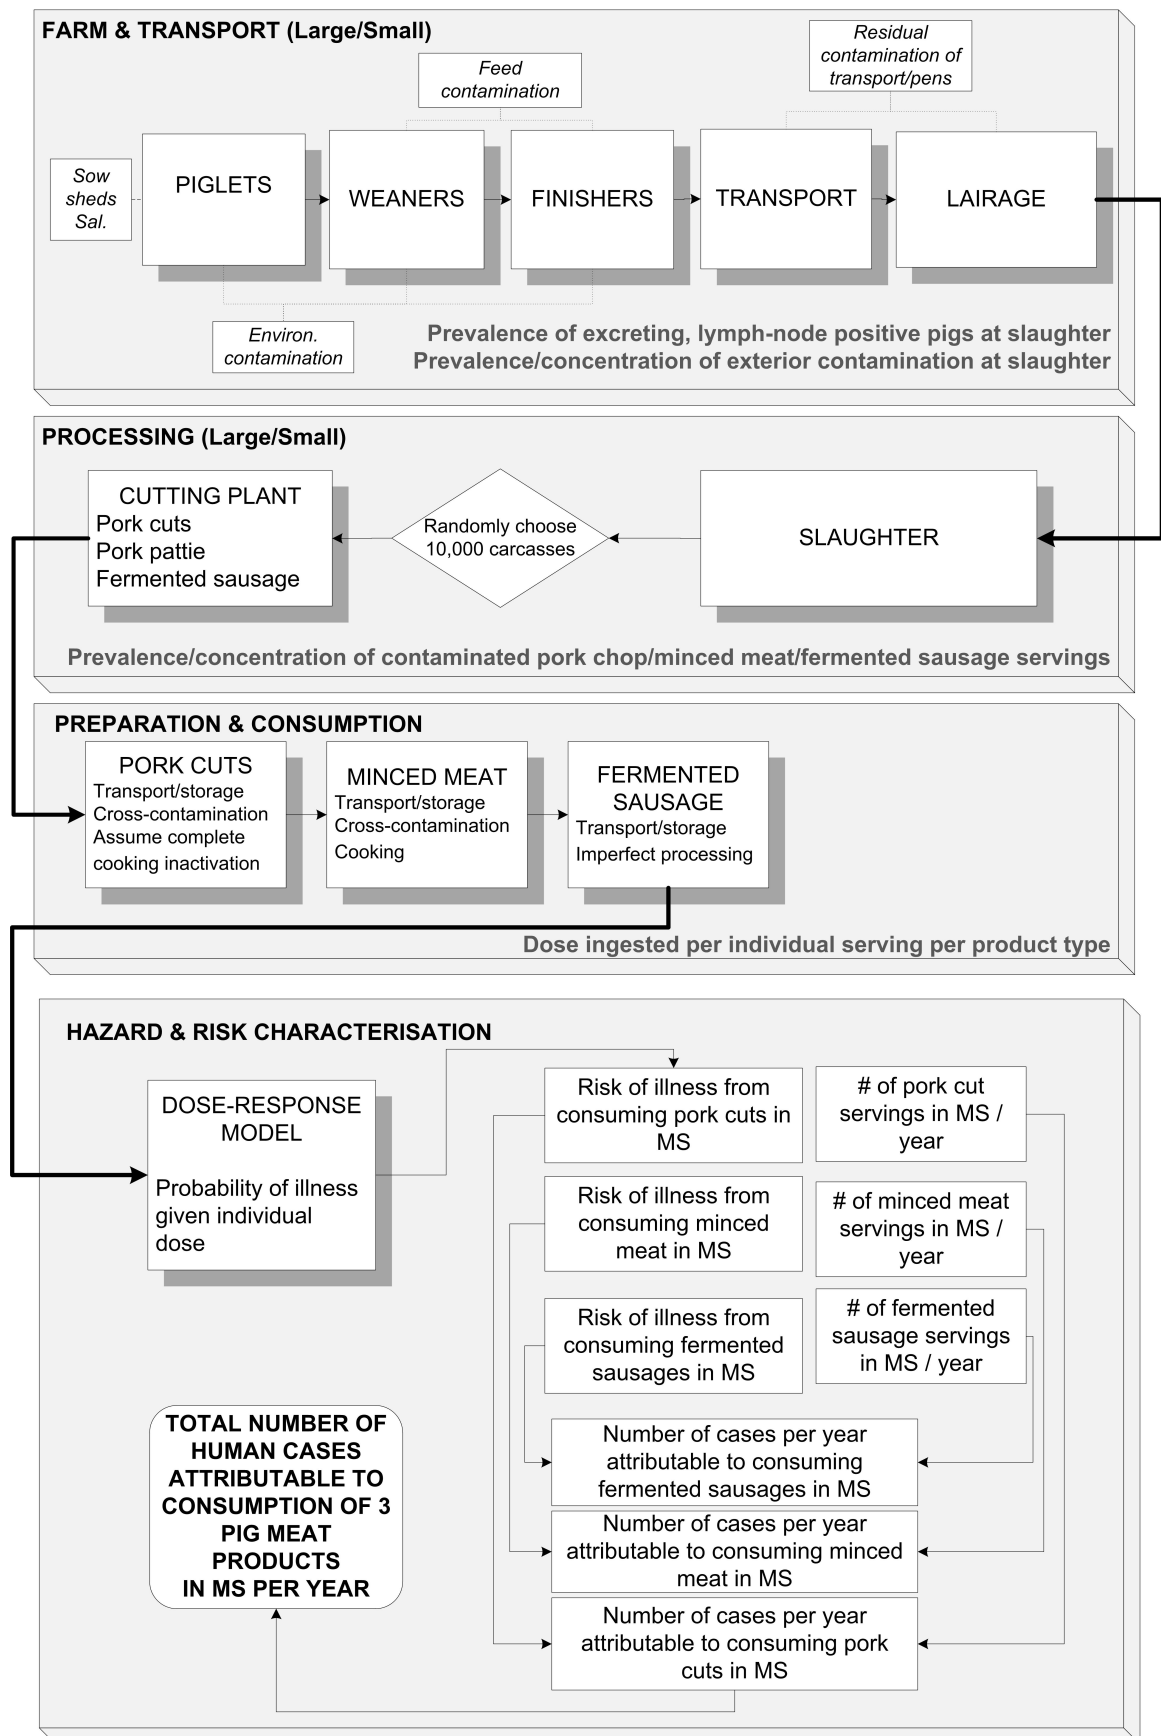 FARM & TRANSPORT (Large/Small)
Residual
contamination of
transport/pens
Feed
contamination
Sow
sheds
Sal.
PIGLETS
WEANERS
FINISHERS
TRANSPORT
LAIRAGE
Environ.
contamination
Prevalence of excreting, lymph-node positive pigs at slaughter
Prevalence/concentration of exterior contamination at slaughter
PROCESSING (Large/Small)
CUTTING PLANT
Pork cuts
Pork pattie
Fermented sausage
Randomly choose
10,000 carcasses
SLAUGHTER
Prevalence/concentration of contaminated pork chop/minced meat/fermented sausage servings
PREPARATION & CONSUMPTION
PORK CUTS
Transport/storage
Cross-contamination
Assume complete
cooking inactivation
MINCED MEAT
Transport/storage
Cross-contamination
Cooking
FERMENTED
SAUSAGE
Transport/storage
Imperfect processing
Dose ingested per individual serving per product type
HAZARD & RISK CHARACTERISATION
DOSE-RESPONSE
MODEL
Probability of illness
given individual
dose
Risk of illness from
consuming pork cuts in
MS
# of pork cut
servings in MS /
year
Risk of illness from
consuming minced
meat in MS
# of minced meat
servings in MS /
year
Risk of illness from
consuming fermented
sausages in MS
# of fermented
sausage servings
in MS / year
TOTAL NUMBER OF
HUMAN CASES
ATTRIBUTABLE TO
CONSUMPTION OF 3
PIG MEAT
PRODUCTS
IN MS PER YEAR
Number of cases per year
attributable to consuming
fermented sausages in MS
Number of cases per year
attributable to consuming minced
meat in MS
Number of cases per year
attributable to consuming pork
cuts in MS